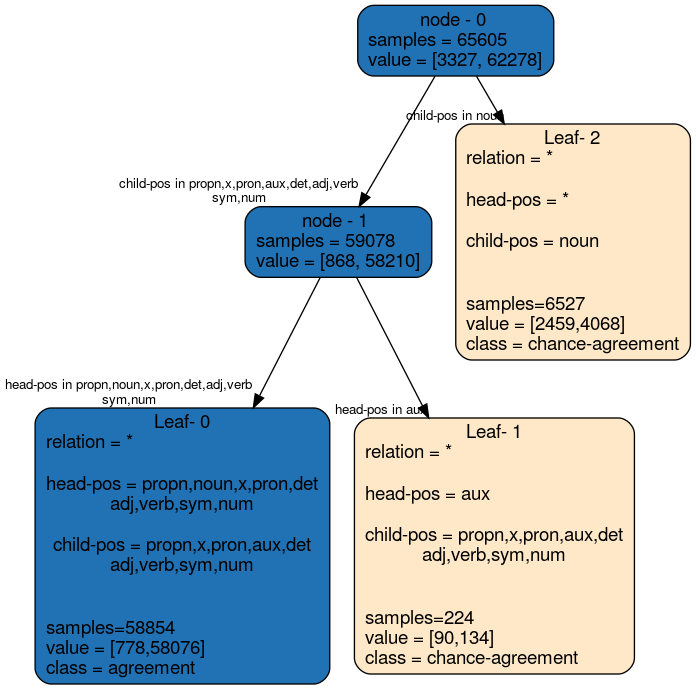 node - 0
samples = 65605
value = [3327, 62278]
child-pos in noun
Leaf- 2
relation = *
head-pos = *
child-pos = noun
samples=6527
value = [2459,4068]
class = chance-agreement
child-pos in propn,x,pron,aux,det,adj,verb
sym,num
node - 1
samples = 59078
value = [868, 58210]
head-pos in propn,noun,x,pron,det,adj,verb
sym,num
Leaf- 0
relation = *
head-pos = propn,noun,x,pron,det
adj,verb,sym,num
child-pos = propn,x,pron,aux,det
adj,verb,sym,num
samples=58854
value = [778,58076]
class = agreement
head-pos in aux
Leaf- 1
relation = *
head-pos = aux
child-pos = propn,x,pron,aux,det
adj,verb,sym,num
samples=224
value = [90,134]
class = chance-agreement